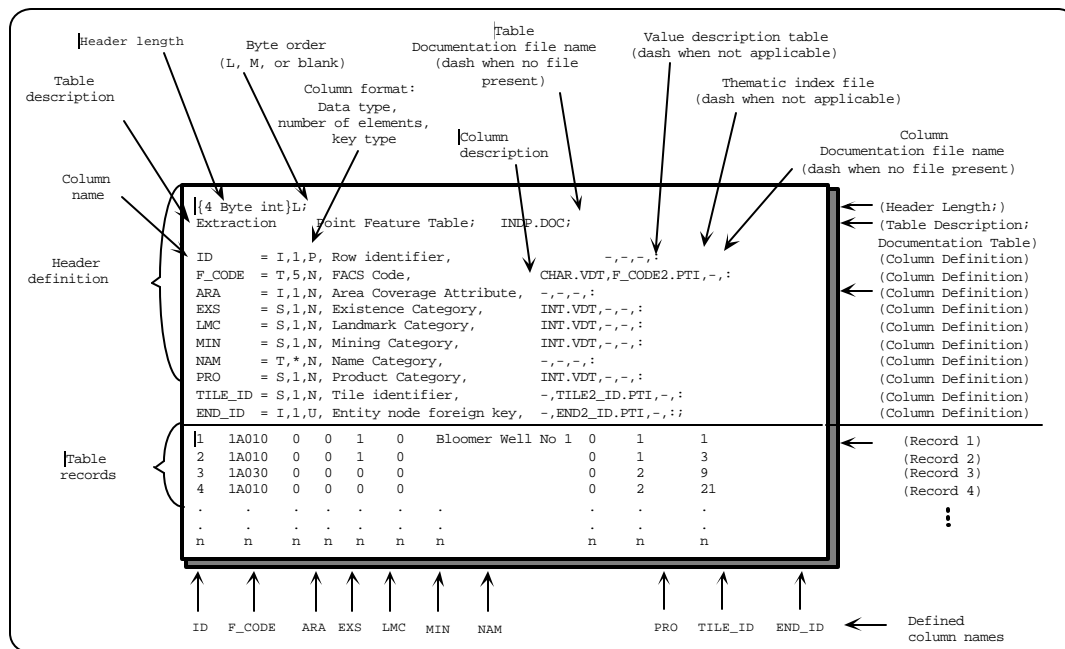 Header length
Byte order
(L, M, or blank)
Table
Documentation file name
(dash when no file
present)
Value description table
(dash when not applicable)
Table
description
Column format:
Data type,
number of elements,
key type
Thematic index file
(dash when not applicable)
Column
description
Column
Documentation file name
(dash when no file present)
Column
name
{4 Byte int}L;
(Header Length;)
Extraction Point Feature Table; INDP.DOC;
(Table Description;
Documentation Table)
Header
definition
ID = I,1,P, Row identifier, -,-,-,:
(Column Definition)
F_CODE = T,5,N, FACS Code, CHAR.VDT,F_CODE2.PTI,-,:
(Column Definition)
ARA = I,1,N, Area Coverage Attribute, -,-,-,:
(Column Definition)
EXS = S,1,N, Existence Category, INT.VDT,-,-,:
(Column Definition)
LMC = S,1,N, Landmark Category, INT.VDT,-,-,:
(Column Definition)
MIN = S,1,N, Mining Category, INT.VDT,-,-,:
(Column Definition)
NAM = T,*,N, Name Category, -,-,-,:
(Column Definition)
PRO = S,1,N, Product Category, INT.VDT,-,-,:
(Column Definition)
TILE_ID = S,1,N, Tile identifier, -,TILE2_ID.PTI,-,:
(Column Definition)
END_ID = I,1,U, Entity node foreign key, -,END2_ID.PTI,-,:;
(Column Definition)
Table
records
1 1A010 0 0 1 0 Bloomer Well No 1 0 1 1
(Record 1)
2 1A010 0 0 1 0 0 1 3
(Record 2)
3 1A030 0 0 0 0 0 2 9
(Record 3)
4 1A010 0 0 0 0 0 2 21
(Record 4)
. . . . . . . . . .
. . . . . . . . . .
n n n n n n n n n n
ID F_CODE ARA EXS LMC MIN NAM PRO TILE_ID END_ID
Defined
column names